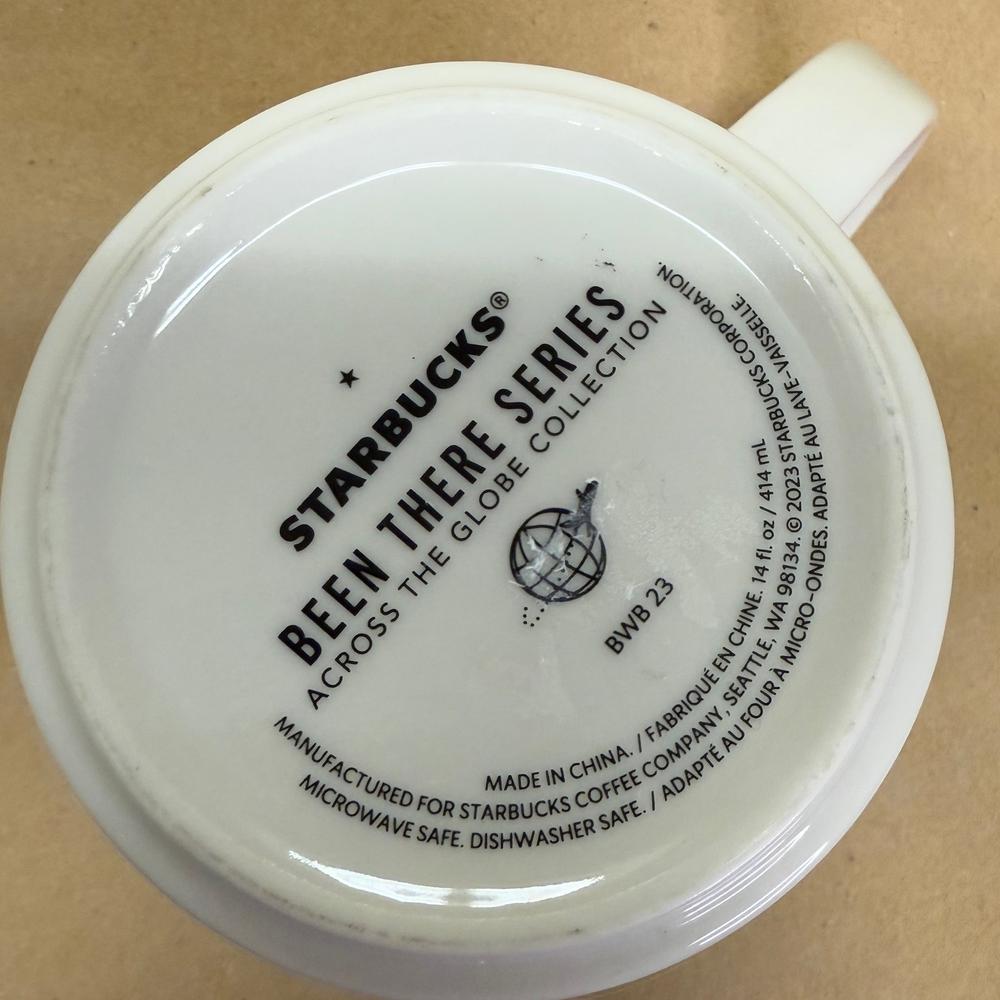 STARBUCKS®
BEEN THERE SERIES
ACROSS THE GLOBE COLLECTION
BWB 23
MADE IN CHINA. / FABRIQUÉ EN CHINE. 14 fl. oz / 414 mL
MANUFACTURED FOR STARBUCKS COFFEE COMPANY, SEATTLE, WA 98134. © 2023 STARBUCKS CORPORATION.
MICROWAVE SAFE. DISHWASHER SAFE. / ADAPTÉ AU FOUR À MICRO-ONDES. ADAPTÉ AU LAVE-VAISSELLE.